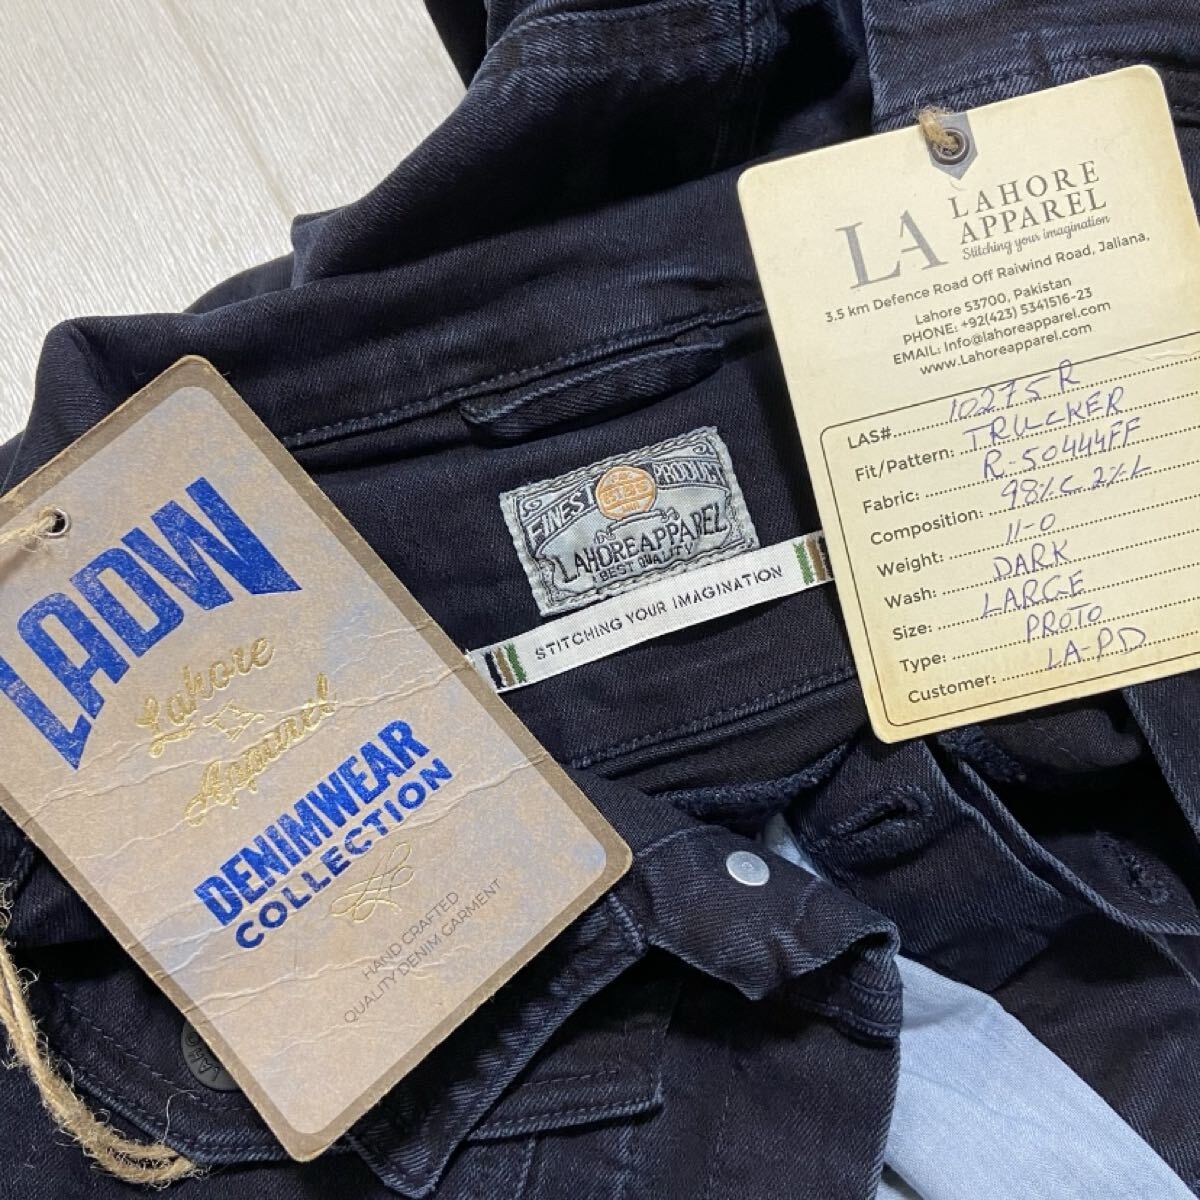 LADW
Lahore
Apparel
DENIMWEAR
COLLECTION
HAND CRAFTED
QUALITY DENIM GARMENT
FINEST PRODUM
THE
LAHOREAPPAREL
BEST QUALITY
STITCHING YOUR IMAGINATION
LA
LAHORE
APPAREL
Stitching your imagination
3.5 km Defence Road Off Raiwind Road, Jaliana,
Lahore 53700, Pakistan
PHONE: +92(423) 5341516-23
EMAIL: Info@lahoreapparel.com
www.Lahoreapparel.com
LAS#.......... 10275R
Fit/Pattern: TRUCKER
Fabric: R-50444FF
Composition: 98%C 2%L
Weight: 11-0
Wash: DARK
Size: LARGE
Type: PROTO
Customer: LA-PD